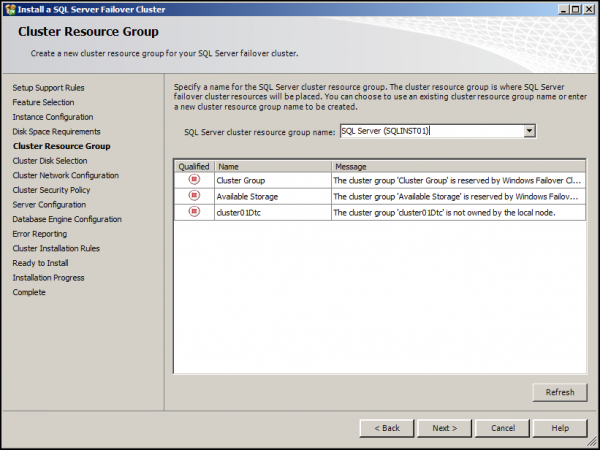 Install a SQL Server Failover Cluster
Cluster Resource Group
Create a new cluster resource group for your SQL Server failover cluster.
Setup Support Rules
Feature Selection
Instance Configuration
Disk Space Requirements
Cluster Resource Group
Cluster Disk Selection
Cluster Network Configuration
Cluster Security Policy
Server Configuration
Database Engine Configuration
Error Reporting
Cluster Installation Rules
Ready to Install
Installation Progress
Complete
Specify a name for the SQL Server cluster resource group. The cluster resource group is where SQL Server
failover cluster resources will be placed. You can choose to use an existing cluster resource group name or enter
a new cluster resource group name to be created.
SQL Server cluster resource group name: SQL Server (SQLINST01)
Qualified Name Message
Cluster Group The cluster group 'Cluster Group' is reserved by Windows Failover Cl...
Available Storage The cluster group 'Available Storage' is reserved by Windows Failov...
cluster01Dtc The cluster group 'cluster01Dtc' is not owned by the local node.
Refresh
< Back Next > Cancel Help